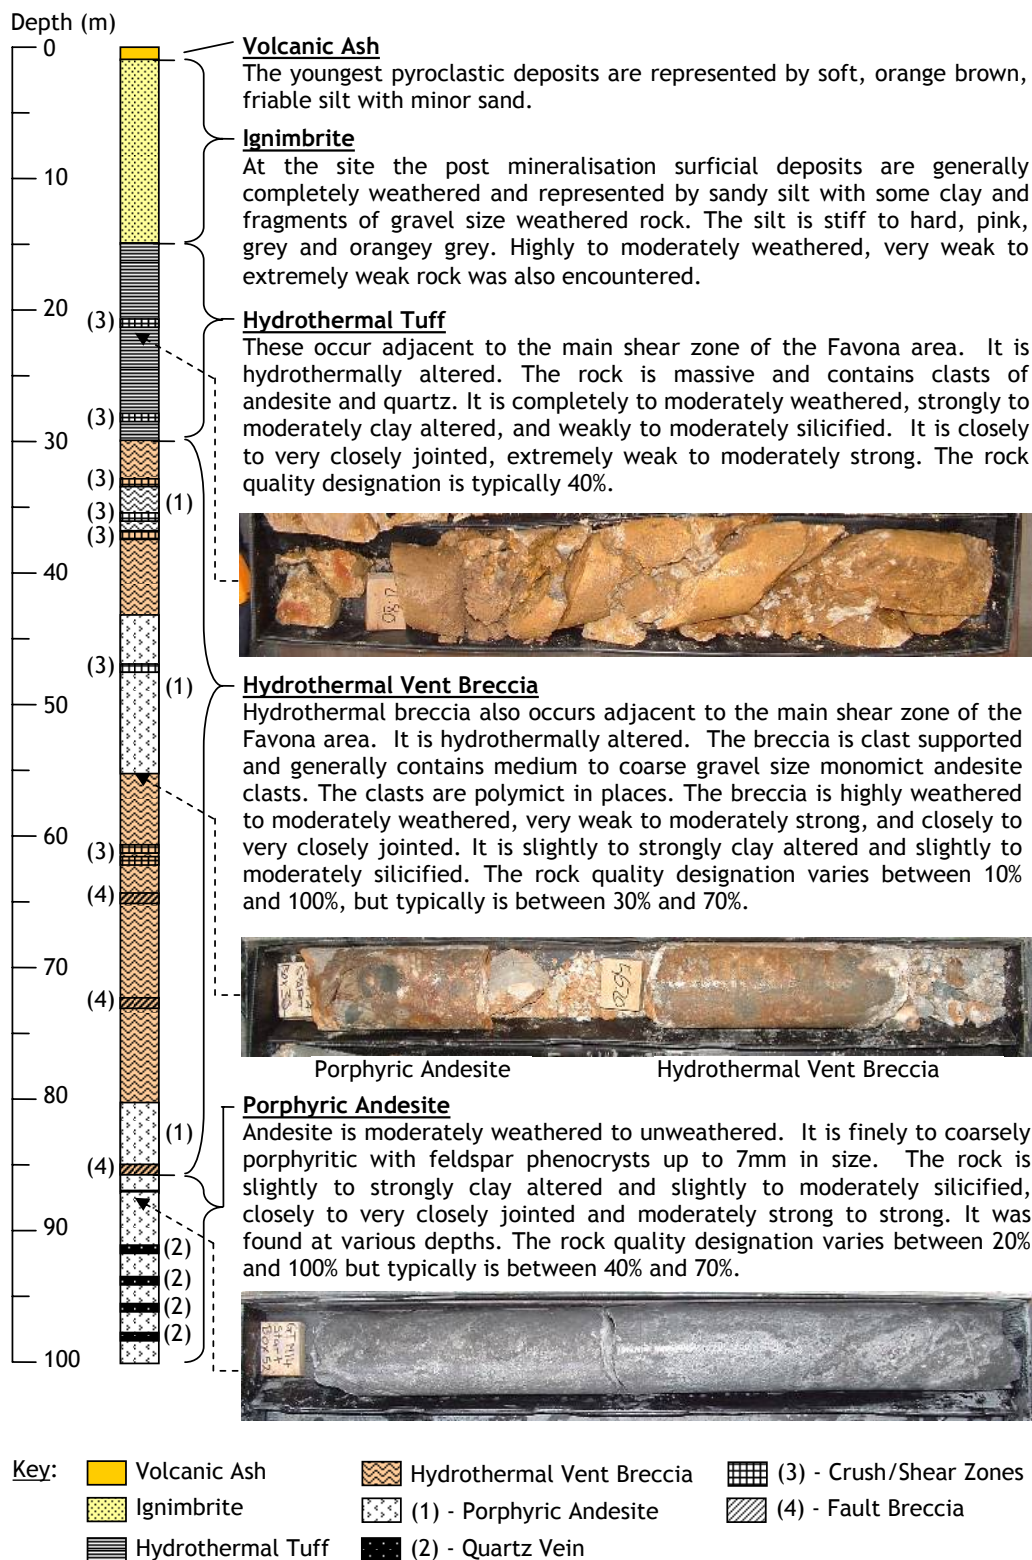 Depth (m)
0
10
20
30
40
50
60
70
80
90
100
(3)
(3)
(3)
(3)
(3)
(1)
(3)
(1)
(3)
(4)
(4)
(1)
(4)
(2)
(2)
(2)
(2)
Volcanic Ash
The youngest pyroclastic deposits are represented by soft, orange brown,
friable silt with minor sand.
Ignimbrite
At the site the post mineralisation surficial deposits are generally
completely weathered and represented by sandy silt with some clay and
fragments of gravel size weathered rock. The silt is stiff to hard, pink,
grey and orangey grey. Highly to moderately weathered, very weak to
extremely weak rock was also encountered.
Hydrothermal Tuff
These occur adjacent to the main shear zone of the Favona area. It is
hydrothermally altered. The rock is massive and contains clasts of
andesite and quartz. It is completely to moderately weathered, strongly to
moderately clay altered, and weakly to moderately silicified. It is closely
to very closely jointed, extremely weak to moderately strong. The rock
quality designation is typically 40%.
Hydrothermal Vent Breccia
Hydrothermal breccia also occurs adjacent to the main shear zone of the
Favona area. It is hydrothermally altered. The breccia is clast supported
and generally contains medium to coarse gravel size monomict andesite
clasts. The clasts are polymict in places. The breccia is highly weathered
to moderately weathered, very weak to moderately strong, and closely to
very closely jointed. It is slightly to strongly clay altered and slightly to
moderately silicified. The rock quality designation varies between 10%
and 100%, but typically is between 30% and 70%.
Porphyric Andesite
Hydrothermal Vent Breccia
Porphyric Andesite
Andesite is moderately weathered to unweathered. It is finely to coarsely
porphyritic with feldspar phenocrysts up to 7mm in size. The rock is
slightly to strongly clay altered and slightly to moderately silicified,
closely to very closely jointed and moderately strong to strong. It was
found at various depths. The rock quality designation varies between 20%
and 100% but typically is between 40% and 70%.
Start
Key:
Volcanic Ash
Hydrothermal Vent Breccia
(3) - Crush/Shear Zones
Ignimbrite
(1) - Porphyric Andesite
(4) - Fault Breccia
Hydrothermal Tuff
(2) - Quartz Vein